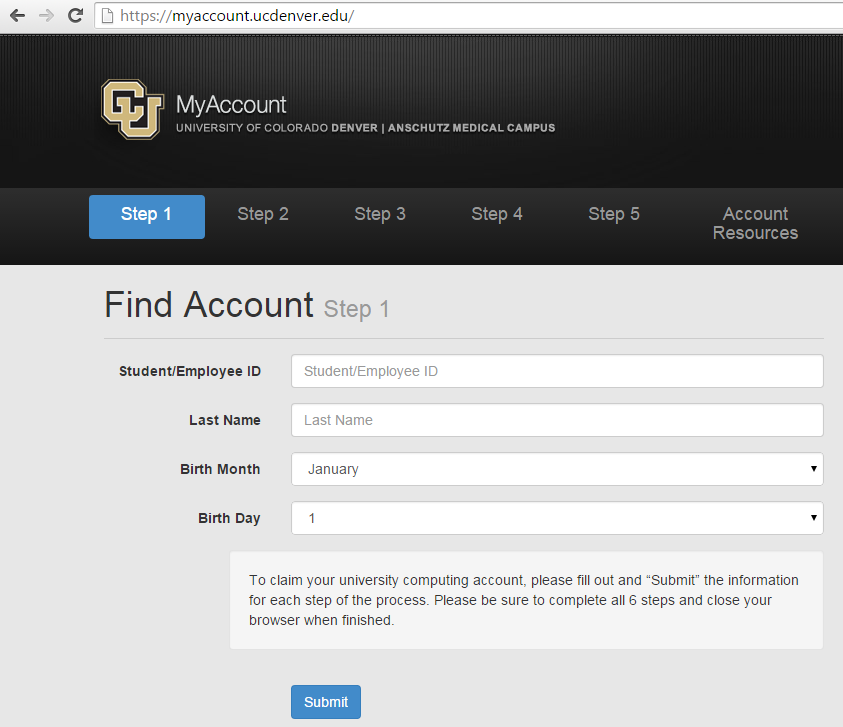 https://myaccount.ucdenver.edu/
CU
MyAccount
UNIVERSITY OF COLORADO DENVER | ANSCHUTZ MEDICAL CAMPUS
Step 1 Step 2 Step 3 Step 4 Step 5 Account
Resources
Find Account Step 1
Student/Employee ID Student/Employee ID
Last Name Last Name
Birth Month January
Birth Day 1
To claim your university computing account, please fill out and “Submit” the information
for each step of the process. Please be sure to complete all 6 steps and close your
browser when finished.
Submit